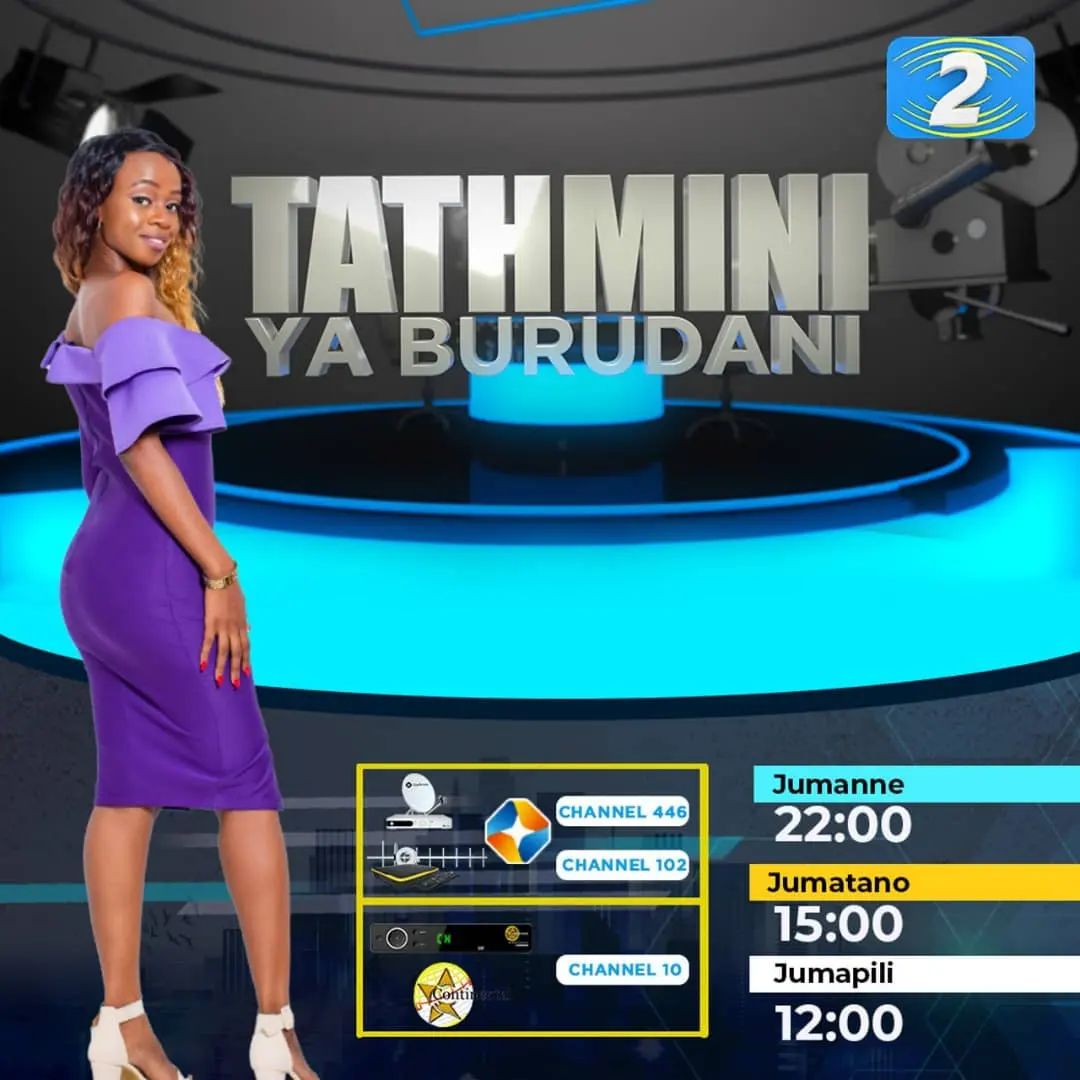 2
TATHMINI
YA BURUDANI
CHANNEL 446
CHANNEL 102
CHANNEL 10
Continental
Jumanne
22:00
Jumatano
15:00
Jumapili
12:00